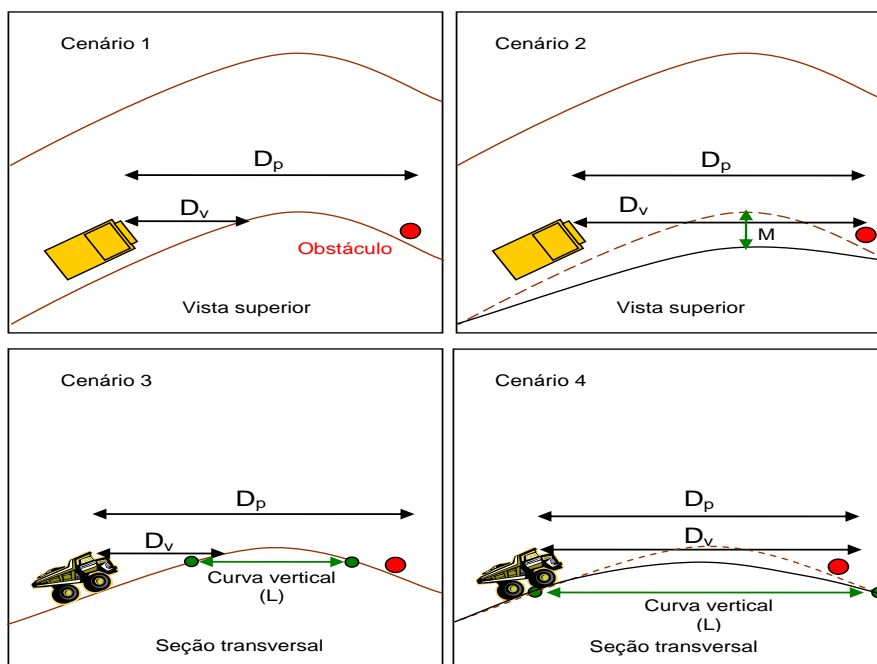 Cenário 1
Dp
Dv
Obstáculo
Vista superior
Cenário 2
Dp
Dv
M
Vista superior
Cenário 3
Dp
Dv
Curva vertical
(L)
Seção transversal
Cenário 4
Dp
Dv
Curva vertical
(L)
Seção transversal